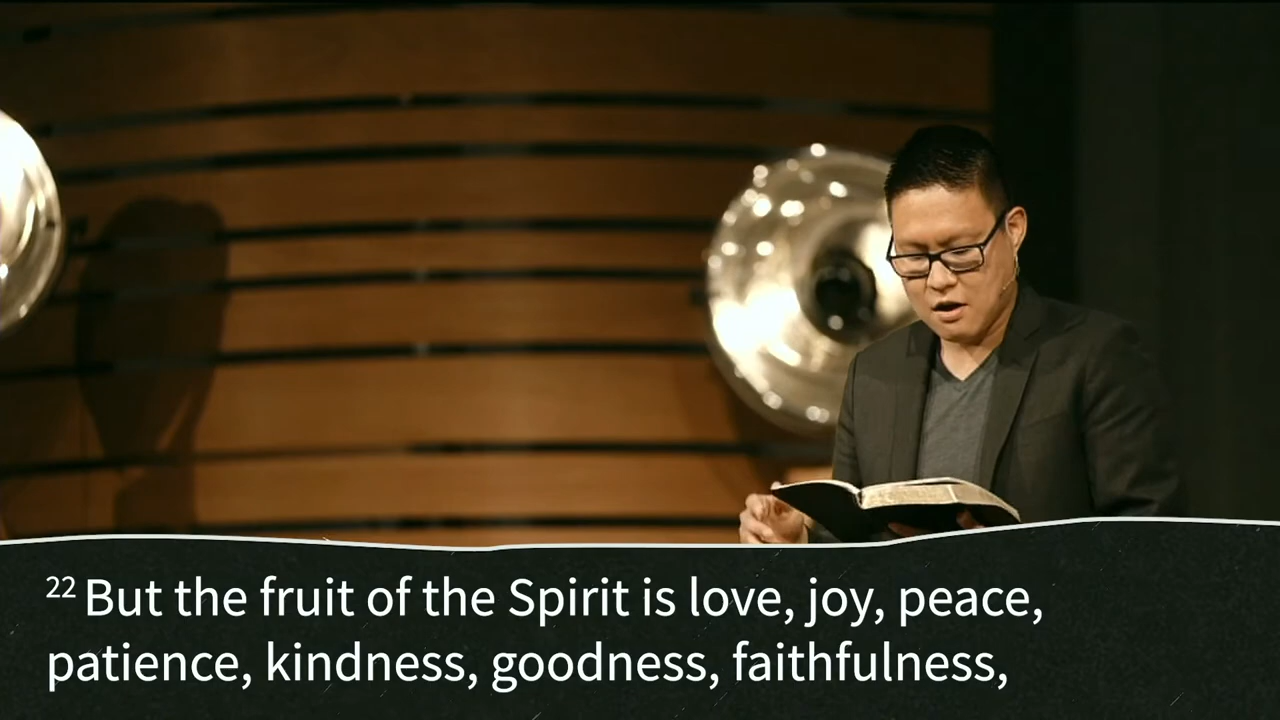 22 But the fruit of the Spirit is love, joy, peace,
patience, kindness, goodness, faithfulness,